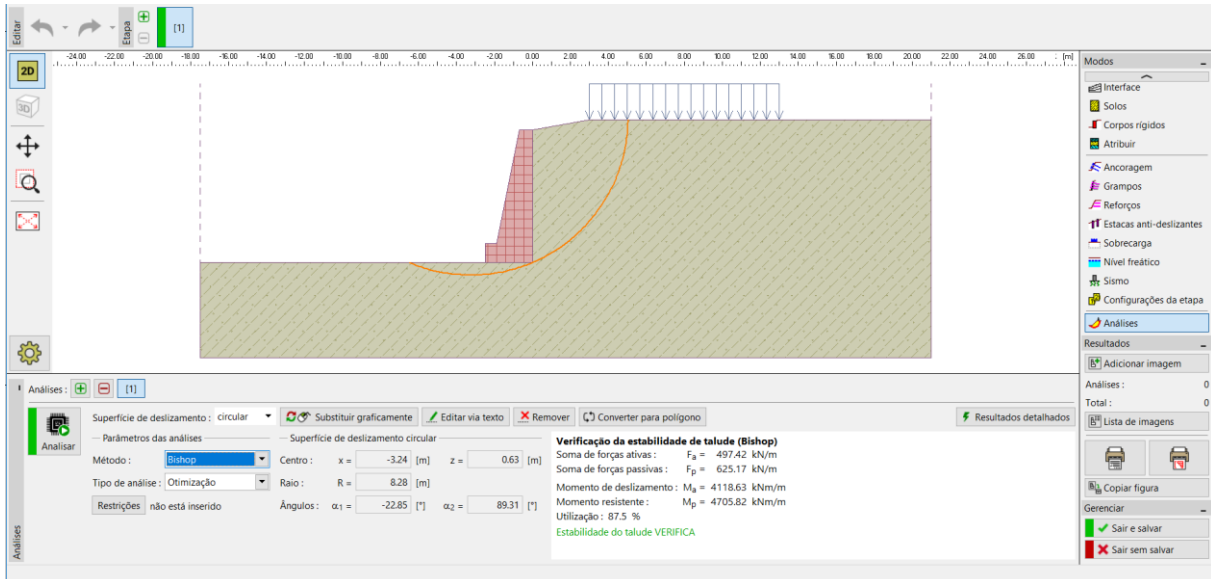 Editar
Etapa
[1]
-24.00 -22.00 -20.00 -18.00 -16.00 -14.00 -12.00 -10.00 -8.00 -6.00 -4.00 -2.00 0.00 2.00 4.00 6.00 8.00 10.00 12.00 14.00 16.00 18.00 20.00 22.00 24.00 26.00 [m]
2D
3D
Modos
Interface
Solos
Corpos rígidos
Atribuir
Ancoragem
Grampos
Reforços
Estacas anti-deslizantes
Sobrecarga
Nível freático
Sismo
Configurações da etapa
Análises
Resultados
Adicionar imagem
Análises : 0
Total : 0
Lista de imagens
Copiar figura
Gerenciar
Sair e salvar
Sair sem salvar
Análises : [1]
Analisar
Superfície de deslizamento : circular
Substituir graficamente
Editar via texto
Remover
Converter para polígono
Resultados detalhados
Parâmetros das análises
Método : Bishop
Tipo de análise : Otimização
Restrições não está inserido
Superfície de deslizamento circular
Centro : x = -3.24 [m] z = 0.63 [m]
Raio : R = 8.28 [m]
Ângulos : α1 = -22.85 [°] α2 = 89.31 [°]
Verificação da estabilidade de talude (Bishop)
Soma de forças ativas : Fa = 497.42 kN/m
Soma de forças passivas : Fp = 625.17 kN/m
Momento de deslizamento : Ma = 4118.63 kNm/m
Momento resistente : Mp = 4705.82 kNm/m
Utilização : 87.5 %
Estabilidade do talude VERIFICA
Análises